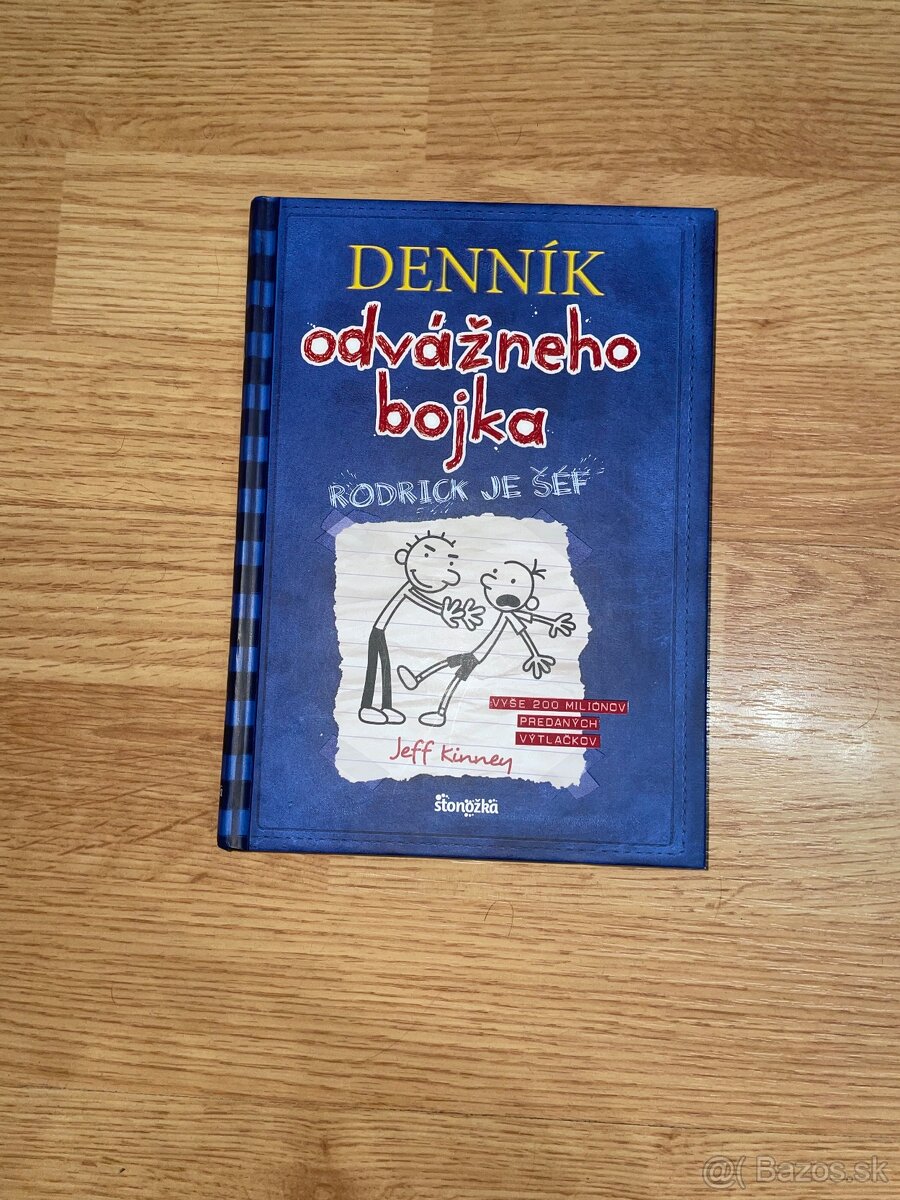 DENNÍK
odvážneho
bojka
RODRICK JE ŠÉF
VYŠE 200 MILIÓNOV
PREDANÝCH
VÝTLAČKOV
Jeff Kinney
stonožka
@( Bazos.sk